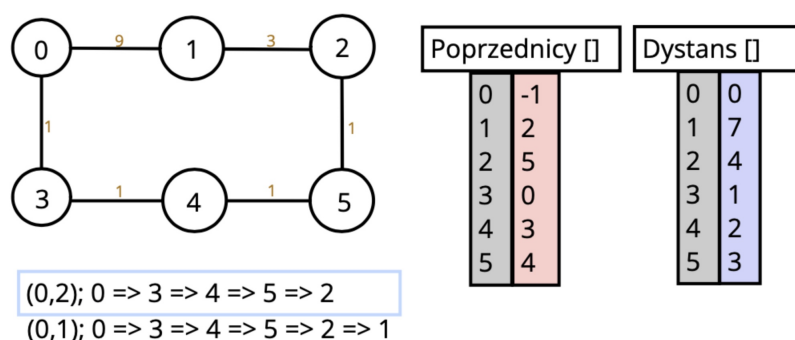 0 9 1 3 2
1 1
3 1 4 1 5
(0,2); 0 => 3 => 4 => 5 => 2
(0,1); 0 => 3 => 4 => 5 => 2 => 1
Poprzednicy []
0 -1
1 2
2 5
3 0
4 3
5 4
Dystans []
0 0
1 7
2 4
3 1
4 2
5 3